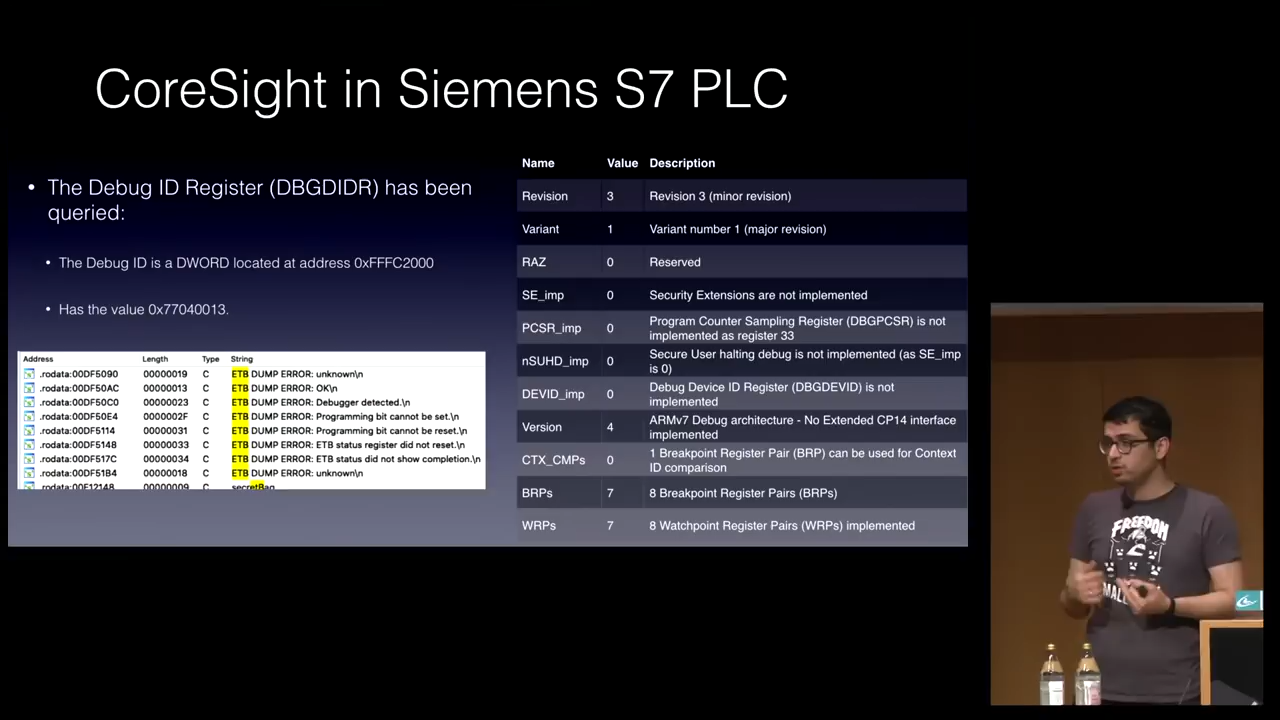 CoreSight in Siemens S7 PLC
• The Debug ID Register (DBGDIDR) has been
queried:
• The Debug ID is a DWORD located at address 0xFFFC2000
• Has the value 0x77040013.
Address Length Type String
.rodata:00DF5090 00000019 C ETB DUMP ERROR: unknown\n
.rodata:00DF50AC 00000013 C ETB DUMP ERROR: OK\n
.rodata:00DF50C0 00000023 C ETB DUMP ERROR: Debugger detected.\n
.rodata:00DF50E4 0000002F C ETB DUMP ERROR: Programming bit cannot be set.\n
.rodata:00DF5114 00000031 C ETB DUMP ERROR: Programming bit cannot be reset.\n
.rodata:00DF5148 00000033 C ETB DUMP ERROR: ETB status register did not reset.\n
.rodata:00DF517C 00000034 C ETB DUMP ERROR: ETB status did not show completion.\n
.rodata:00DF51B4 00000018 C ETB DUMP ERROR: unknown\n
.rodata:00E12148 00000009 C secretBag
Name Value Description
Revision 3 Revision 3 (minor revision)
Variant 1 Variant number 1 (major revision)
RAZ 0 Reserved
SE_imp 0 Security Extensions are not implemented
PCSR_imp 0 Program Counter Sampling Register (DBGPCSR) is not
implemented as register 33
nSUHD_imp 0 Secure User halting debug is not implemented (as SE_imp
is 0)
DEVID_imp 0 Debug Device ID Register (DBGDEVID) is not
implemented
Version 4 ARMv7 Debug architecture - No Extended CP14 interface
implemented
CTX_CMPs 0 1 Breakpoint Register Pair (BRP) can be used for Context
ID comparison
BRPs 7 8 Breakpoint Register Pairs (BRPs)
WRPs 7 8 Watchpoint Register Pairs (WRPs) implemented
FREEDOM